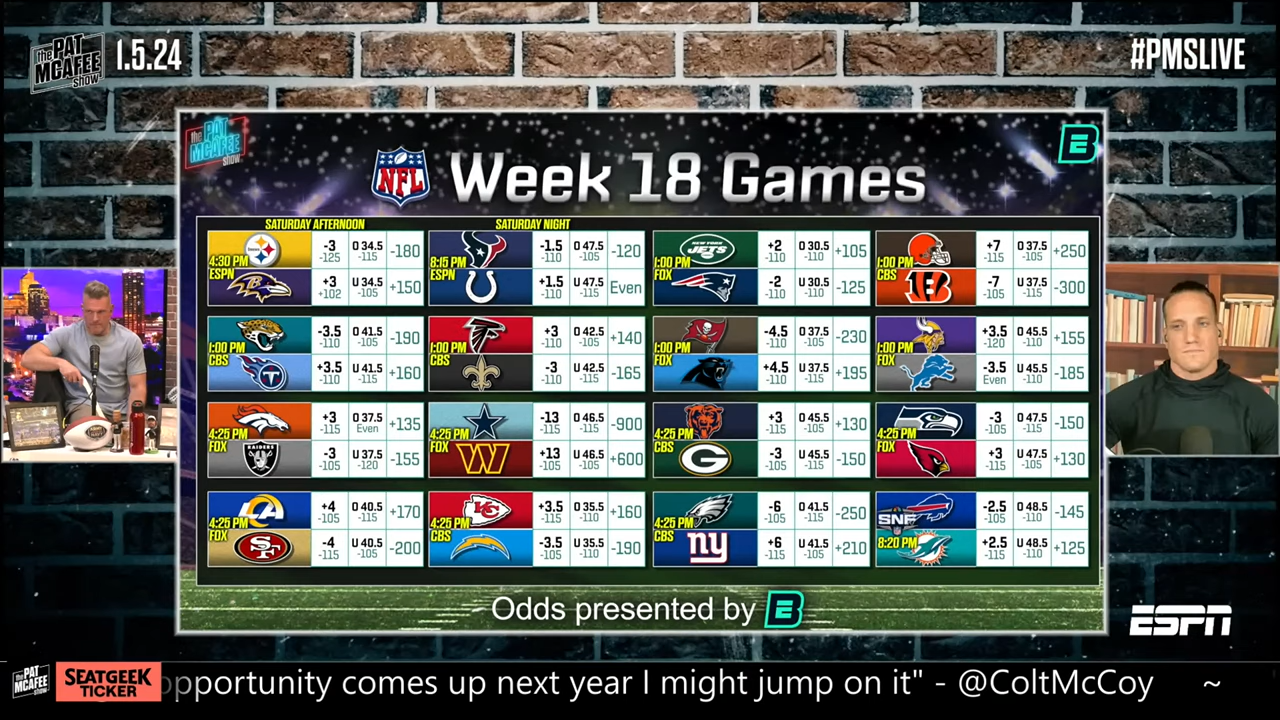 the PAT MCAFEE show
1.5.24
#PMSLIVE
the PAT MCAFEE show
NFL
Week 18 Games
SATURDAY AFTERNOON
SATURDAY NIGHT
4:30 PM ESPN
-3 -125 O 34.5 -115 -180
+3 +102 U 34.5 -105 +150
8:15 PM ESPN
-1.5 -110 O 47.5 -105 -120
+1.5 -110 U 47.5 -115 Even
NEW YORK JETS
1:00 PM FOX
+2 -110 O 30.5 -110 +105
-2 -110 U 30.5 -110 -125
1:00 PM CBS
+7 -115 O 37.5 -105 +250
-7 -105 U 37.5 -115 -300
1:00 PM CBS
-3.5 -110 O 41.5 -105 -190
+3.5 -110 U 41.5 -115 +160
1:00 PM CBS
+3 -110 O 42.5 -105 +140
-3 -110 U 42.5 -115 -165
1:00 PM FOX
-4.5 -110 O 37.5 -105 -230
+4.5 -110 U 37.5 -115 +195
1:00 PM FOX
+3.5 -120 O 45.5 -110 +155
-3.5 Even U 45.5 -110 -185
4:25 PM FOX
RAIDERS
+3 -115 O 37.5 Even +135
-3 -105 U 37.5 -120 -155
4:25 PM FOX
W
-13 -115 O 46.5 -115 -900
+13 -105 U 46.5 -105 +600
4:25 PM CBS
G
+3 -115 O 45.5 -105 +130
-3 -105 U 45.5 -115 -150
4:25 PM FOX
-3 -105 O 47.5 -115 -150
+3 -115 U 47.5 -105 +130
4:25 PM FOX
SF
+4 -105 O 40.5 -115 +170
-4 -115 U 40.5 -105 -200
KC
4:25 PM CBS
+3.5 -115 O 35.5 -110 +160
-3.5 -105 U 35.5 -110 -190
4:25 PM CBS
ny
-6 -105 O 41.5 -115 -250
+6 -115 U 41.5 -105 +210
SNF
8:20 PM
-2.5 -105 O 48.5 -110 -145
+2.5 -115 U 48.5 -110 +125
Odds presented by E
ESPN
the PAT MCAFEE show
SEATGEEK TICKER
opportunity comes up next year I might jump on it" - @ColtMcCoy ~